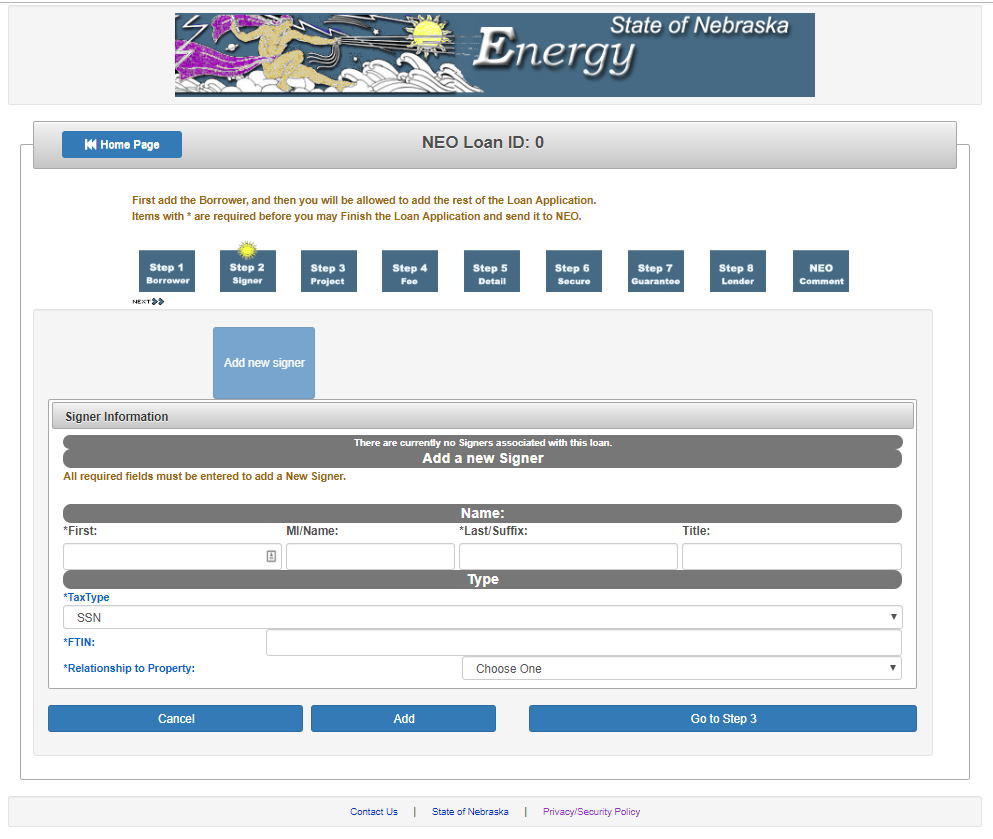 State of Nebraska
Energy
Home Page
NEO Loan ID: 0
First add the Borrower, and then you will be allowed to add the rest of the Loan Application.
Items with * are required before you may Finish the Loan Application and send it to NEO.
Step 1 Step 2 Step 3 Step 4 Step 5 Step 6 Step 7 Step 8 NEO
Borrower Signer Project Fee Detail Secure Guarantee Lender Comment
NEXT
Add new signer
Signer Information
There are currently no Signers associated with this loan.
Add a new Signer
All required fields must be entered to add a New Signer.
Name:
*First: MI/Name: *Last/Suffix: Title:
Type
*TaxType
SSN
*FTIN:
*Relationship to Property: Choose One
Cancel Add Go to Step 3
Contact Us | State of Nebraska | Privacy/Security Policy